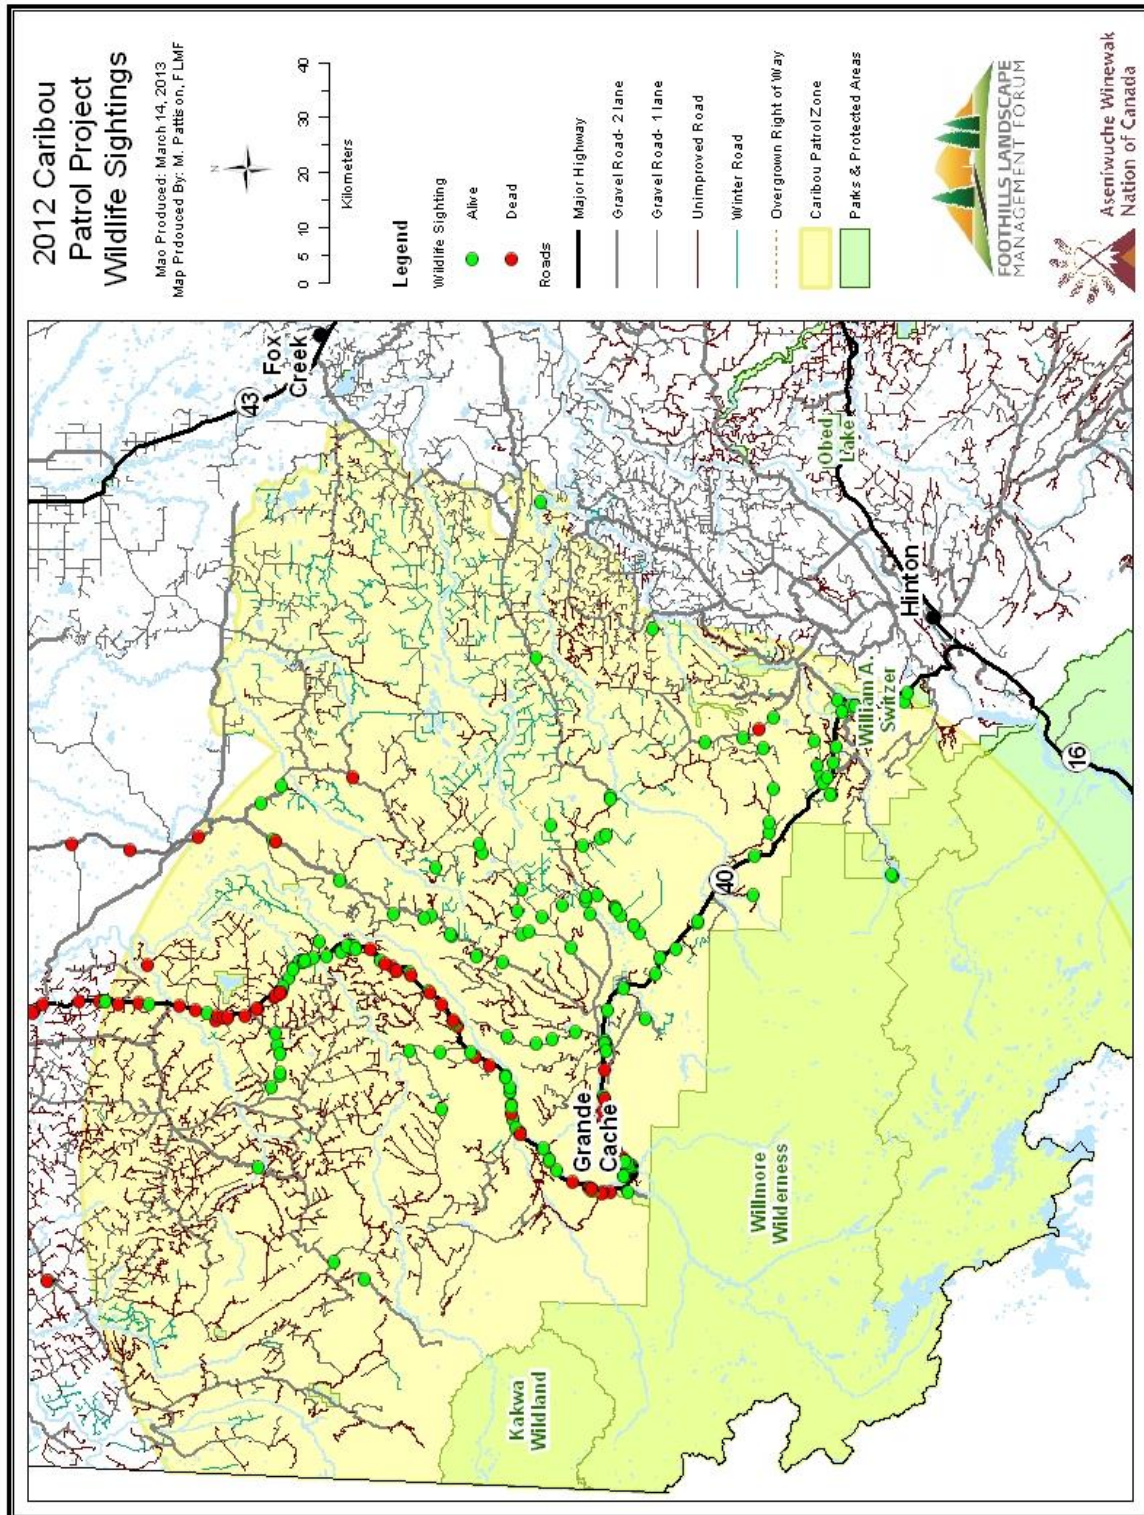 2012 Caribou
Patrol Project
Wildlife Sightings
Mao Produced: March 14, 2013
Map Prdouced By: M. Pattison, FLMF
N
0 5 10 20 30 40
Kilometers
Legend
Wildlife Sighting
Alive
Dead
Roads
Major Highway
Gravel Road- 2 lane
Gravel Road- 1 lane
Unimproved Road
Winter Road
Overgrown Right of Way
Caribou Patrol Zone
Parks & Protected Areas
FOOTHILLS LANDSCAPE
MANAGEMENT FORUM
Aseniwuche Winewak
Nation of Canada
43
Fox
Creek
Obed
Lake
Hinton
William A.
Switzer
16
40
Grande
Cache
Willmore
Wilderness
Kakwa
Wildland